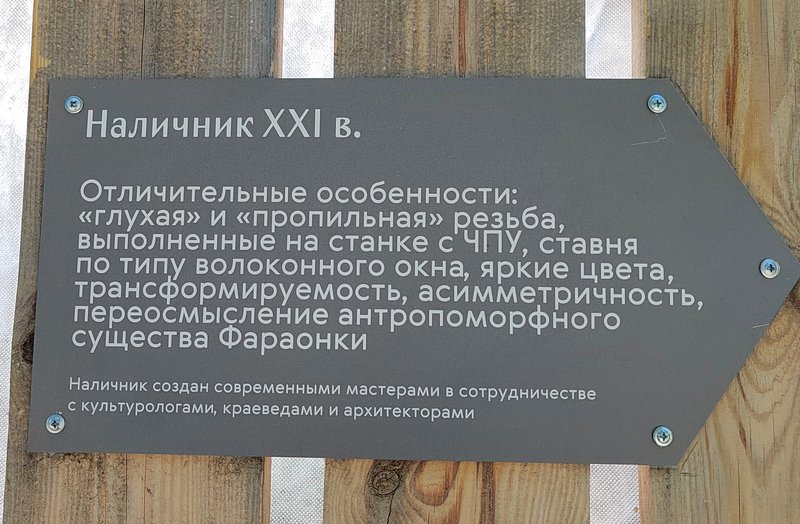 Наличник XXI в.
Отличительные особенности:
«глухая» и «пропильная» резьба,
выполненные на станке с ЧПУ, ставня
по типу волоконного окна, яркие цвета,
трансформируемость, асимметричность,
переосмысление антропоморфного
существа Фараонки
Наличник создан современными мастерами в сотрудничестве
с культурологами, краеведами и архитекторами